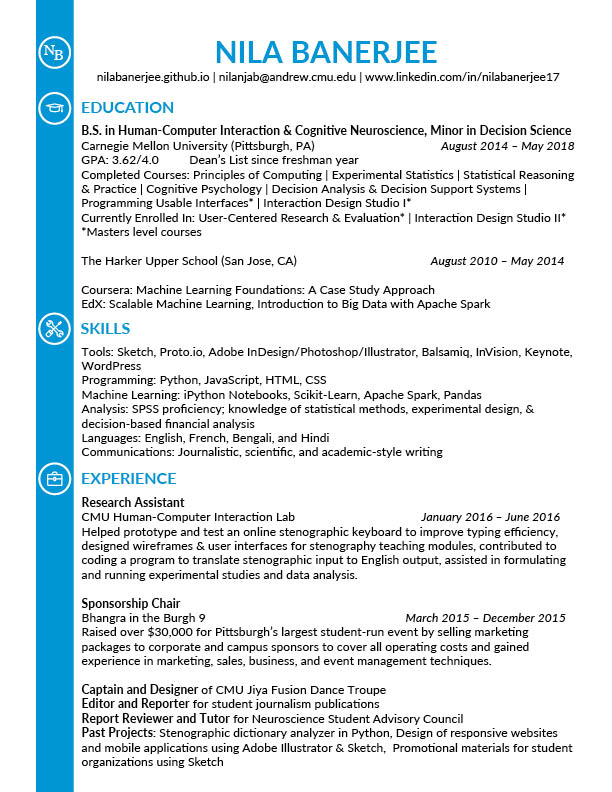 NB
NILA BANERJEE
nilabanerjee.github.io | nilanjab@andrew.cmu.edu | www.linkedin.com/in/nilabanerjee17
EDUCATION
B.S. in Human-Computer Interaction & Cognitive Neuroscience, Minor in Decision Science
Carnegie Mellon University (Pittsburgh, PA) August 2014 – May 2018
GPA: 3.62/4.0 Dean's List since freshman year
Completed Courses: Principles of Computing | Experimental Statistics | Statistical Reasoning
& Practice | Cognitive Psychology | Decision Analysis & Decision Support Systems |
Programming Usable Interfaces* | Interaction Design Studio I*
Currently Enrolled In: User-Centered Research & Evaluation* | Interaction Design Studio II*
*Masters level courses
The Harker Upper School (San Jose, CA) August 2010 – May 2014
Coursera: Machine Learning Foundations: A Case Study Approach
EdX: Scalable Machine Learning, Introduction to Big Data with Apache Spark
SKILLS
Tools: Sketch, Proto.io, Adobe InDesign/Photoshop/Illustrator, Balsamiq, InVision, Keynote,
WordPress
Programming: Python, JavaScript, HTML, CSS
Machine Learning: iPython Notebooks, Scikit-Learn, Apache Spark, Pandas
Analysis: SPSS proficiency; knowledge of statistical methods, experimental design, &
decision-based financial analysis
Languages: English, French, Bengali, and Hindi
Communications: Journalistic, scientific, and academic-style writing
EXPERIENCE
Research Assistant
CMU Human-Computer Interaction Lab January 2016 – June 2016
Helped prototype and test an online stenographic keyboard to improve typing efficiency,
designed wireframes & user interfaces for stenography teaching modules, contributed to
coding a program to translate stenographic input to English output, assisted in formulating
and running experimental studies and data analysis.
Sponsorship Chair
Bhangra in the Burgh 9 March 2015 – December 2015
Raised over $30,000 for Pittsburgh's largest student-run event by selling marketing
packages to corporate and campus sponsors to cover all operating costs and gained
experience in marketing, sales, business, and event management techniques.
Captain and Designer of CMU Jiya Fusion Dance Troupe
Editor and Reporter for student journalism publications
Report Reviewer and Tutor for Neuroscience Student Advisory Council
Past Projects: Stenographic dictionary analyzer in Python, Design of responsive websites
and mobile applications using Adobe Illustrator & Sketch, Promotional materials for student
organizations using Sketch